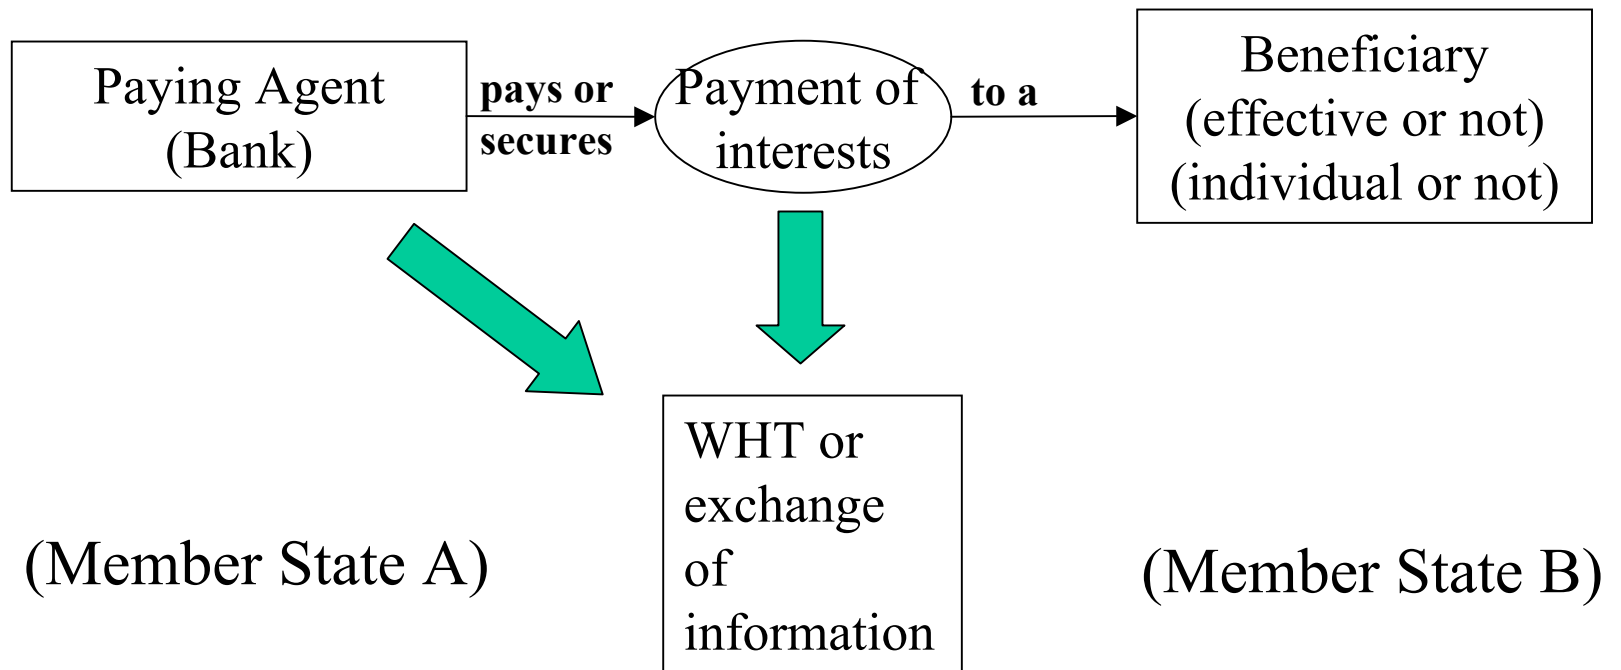 Paying Agent
(Bank)
pays or
secures
Payment of
interests
to a
Beneficiary
(effective or not)
(individual or not)
WHT or
exchange
of
information
(Member State A)
(Member State B)